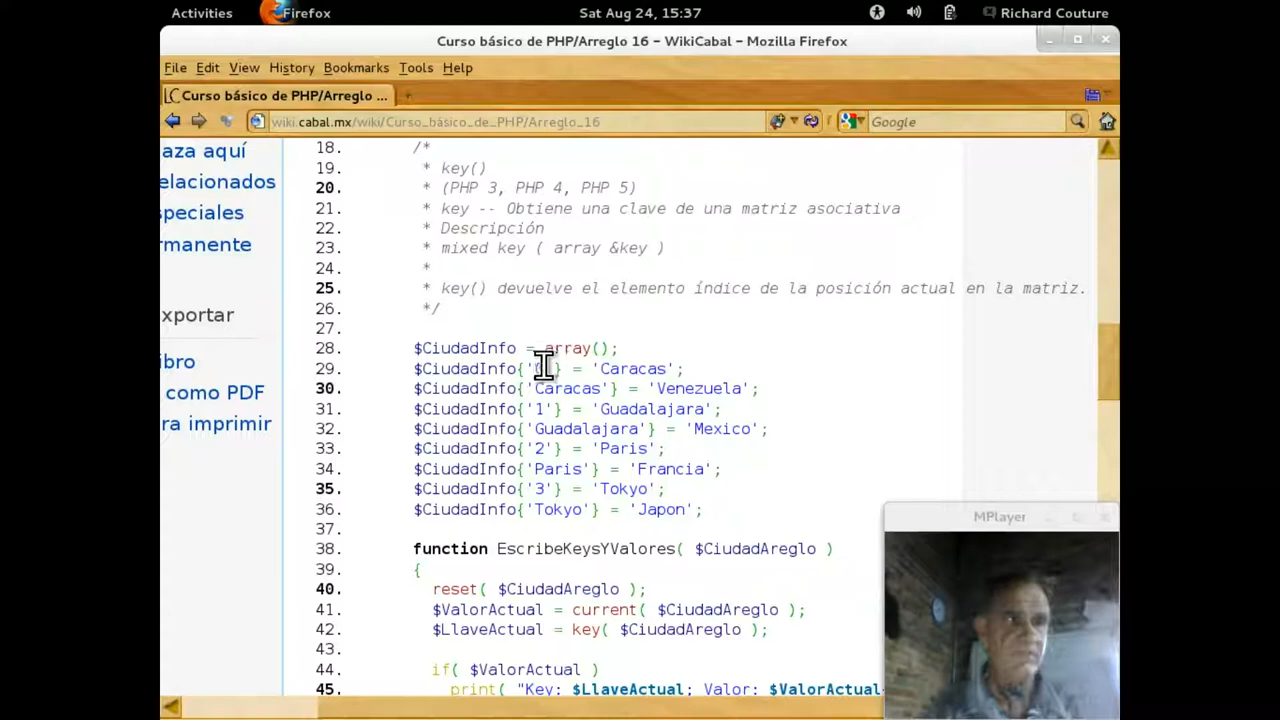 Activities Firefox Sat Aug 24, 15:37 Richard Couture
Curso básico de PHP/Arreglo 16 – WikiCabal – Mozilla Firefox
File Edit View History Bookmarks Tools Help
Curso básico de PHP/Arreglo ...
wiki.cabal.mx/wiki/Curso_básico_de_PHP/Arreglo_16 Google
aza aquí
elacionados
speciales
rmanente
xportar
ibro
como PDF
ra imprimir
18. /*
19. * key()
20. * (PHP 3, PHP 4, PHP 5)
21. * key -- Obtiene una clave de una matriz asociativa
22. * Descripción
23. * mixed key ( array &key )
24. *
25. * key() devuelve el elemento índice de la posición actual en la matriz.
26. */
27.
28. $CiudadInfo = array();
29. $CiudadInfo{' '} = 'Caracas';
30. $CiudadInfo{'Caracas'} = 'Venezuela';
31. $CiudadInfo{'1'} = 'Guadalajara';
32. $CiudadInfo{'Guadalajara'} = 'Mexico';
33. $CiudadInfo{'2'} = 'Paris';
34. $CiudadInfo{'Paris'} = 'Francia';
35. $CiudadInfo{'3'} = 'Tokyo';
36. $CiudadInfo{'Tokyo'} = 'Japon';
37.
38. function EscribeKeysYValores( $CiudadAreglo )
39. {
40. reset( $CiudadAreglo );
41. $ValorActual = current( $CiudadAreglo );
42. $LlaveActual = key( $CiudadAreglo );
43.
44. if( $ValorActual )
45. print( "Key: $LlaveActual; Valor: $ValorActual
MPlayer